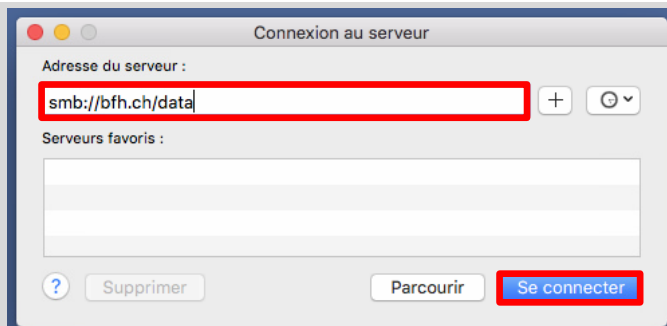 Connexion au serveur
Adresse du serveur :
smb://bfh.ch/data
Serveurs favoris :
? Supprimer Parcourir Se connecter